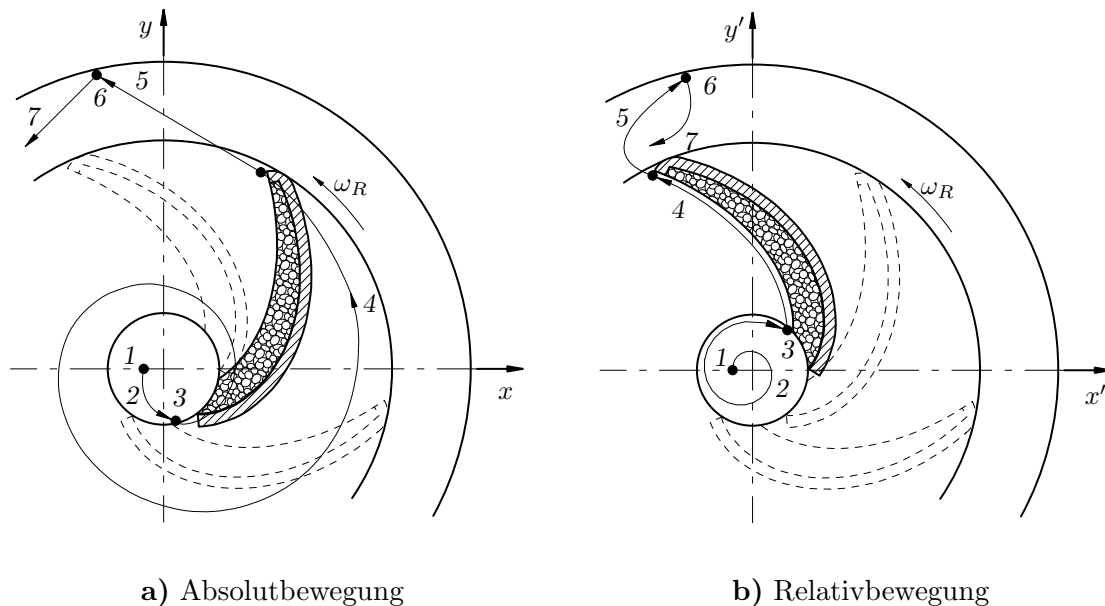 y
5
6
7
ω_R
4
1
2
3
x
a) Absolutbewegung
y′
6
5
7
ω_R
4
3
1
2
x′
b) Relativbewegung